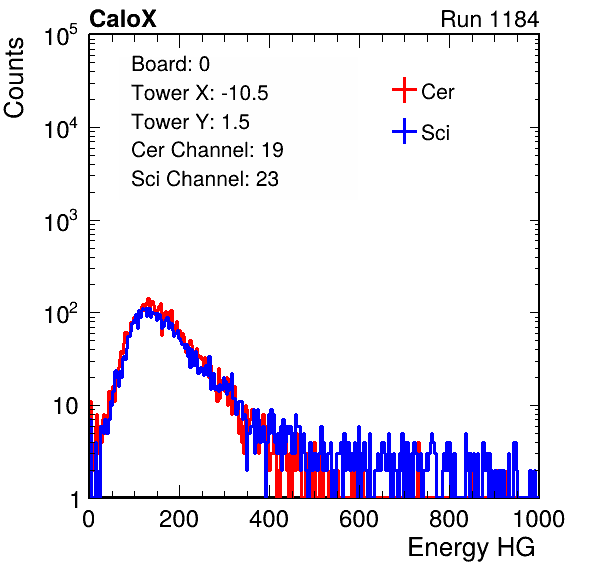 CaloX Run 1184
Counts
10^5
10^4
10^3
10^2
10
1
Board: 0
Tower X: -10.5
Tower Y: 1.5
Cer Channel: 19
Sci Channel: 23
Cer
Sci
0 200 400 600 800 1000
Energy HG